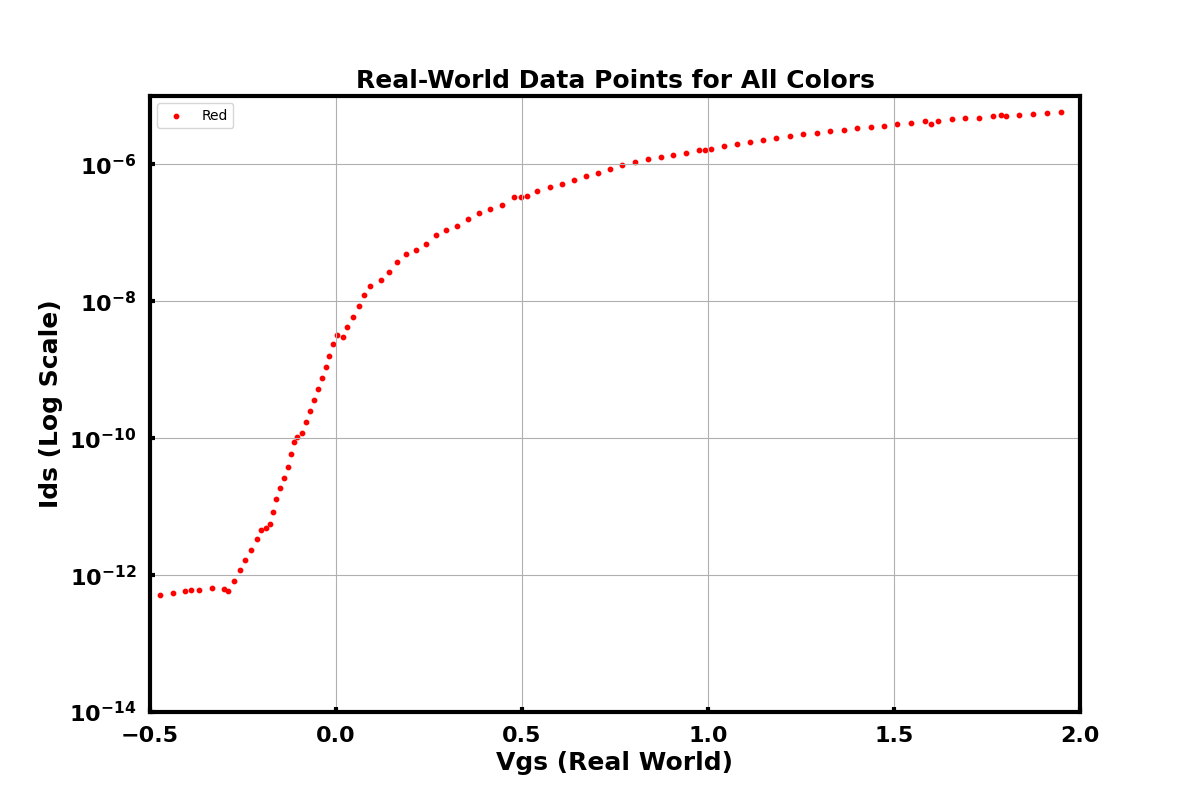 Real-World Data Points for All Colors
Red
10⁻⁶
10⁻⁸
10⁻¹⁰
10⁻¹²
10⁻¹⁴
Ids (Log Scale)
−0.5 0.0 0.5 1.0 1.5 2.0
Vgs (Real World)